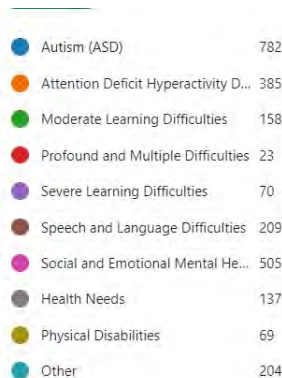 Autism (ASD) 782
Attention Deficit Hyperactivity D... 385
Moderate Learning Difficulties 158
Profound and Multiple Difficulties 23
Severe Learning Difficulties 70
Speech and Language Difficulties 209
Social and Emotional Mental He... 505
Health Needs 137
Physical Disabilities 69
Other 204